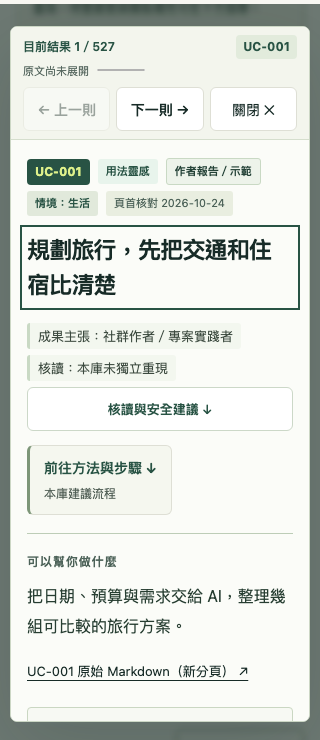 目前結果 1 / 527
UC-001
原文尚未展開
← 上一則
下一則 →
關閉 ✕
UC-001
用法靈感
作者報告 / 示範
情境：生活
頁首核對 2026-10-24
規劃旅行，先把交通和住
宿比清楚
成果主張：社群作者 / 專案實踐者
核讀：本庫未獨立重現
核讀與安全建議 ↓
前往方法與步驟 ↓
本庫建議流程
可以幫你做什麼
把日期、預算與需求交給 AI，整理幾
組可比較的旅行方案。
UC-001 原始 Markdown（新分頁） ↗